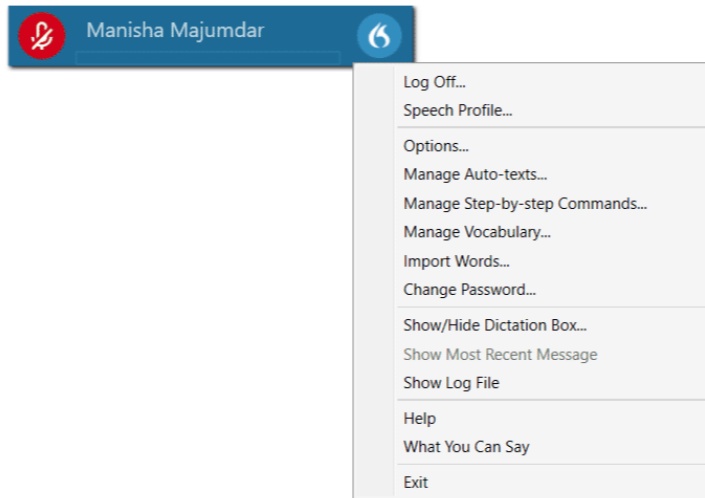 Manisha Majumdar
Log Off...
Speech Profile...
Options...
Manage Auto-texts...
Manage Step-by-step Commands...
Manage Vocabulary...
Import Words...
Change Password...
Show/Hide Dictation Box...
Show Most Recent Message
Show Log File
Help
What You Can Say
Exit